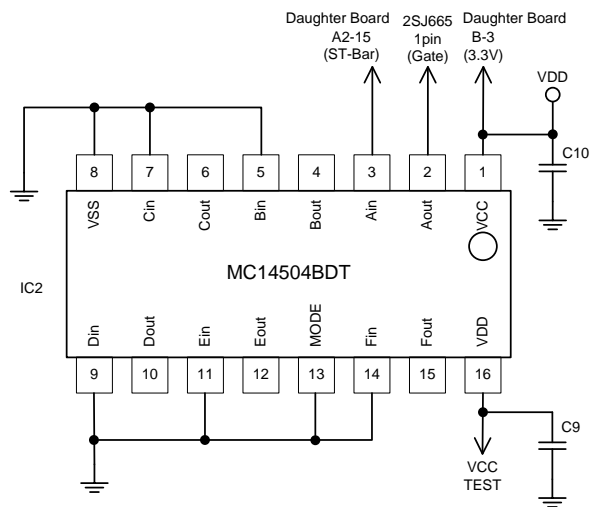 Daughter Board
A2-15
(ST-Bar)
2SJ665
1pin
(Gate)
Daughter Board
B-3
(3.3V)
VDD
C10
8
7
6
5
4
3
2
1
VSS
Cin
Cout
Bin
Bout
Ain
Aout
VCC
IC2
MC14504BDT
Din
Dout
Ein
Eout
MODE
Fin
Fout
VDD
9
10
11
12
13
14
15
16
C9
VCC
TEST